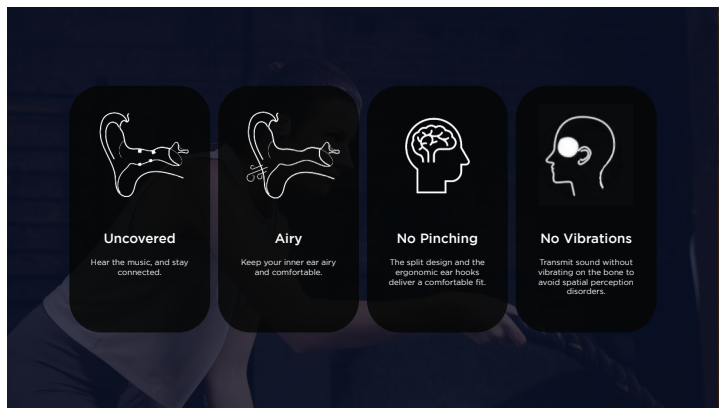 Uncovered
Hear the music, and stay
connected.
Airy
Keep your inner ear airy
and comfortable.
No Pinching
The split design and the
ergonomic ear hooks
deliver a comfortable fit.
No Vibrations
Transmit sound without
vibrating on the bone to
avoid spatial perception
disorders.